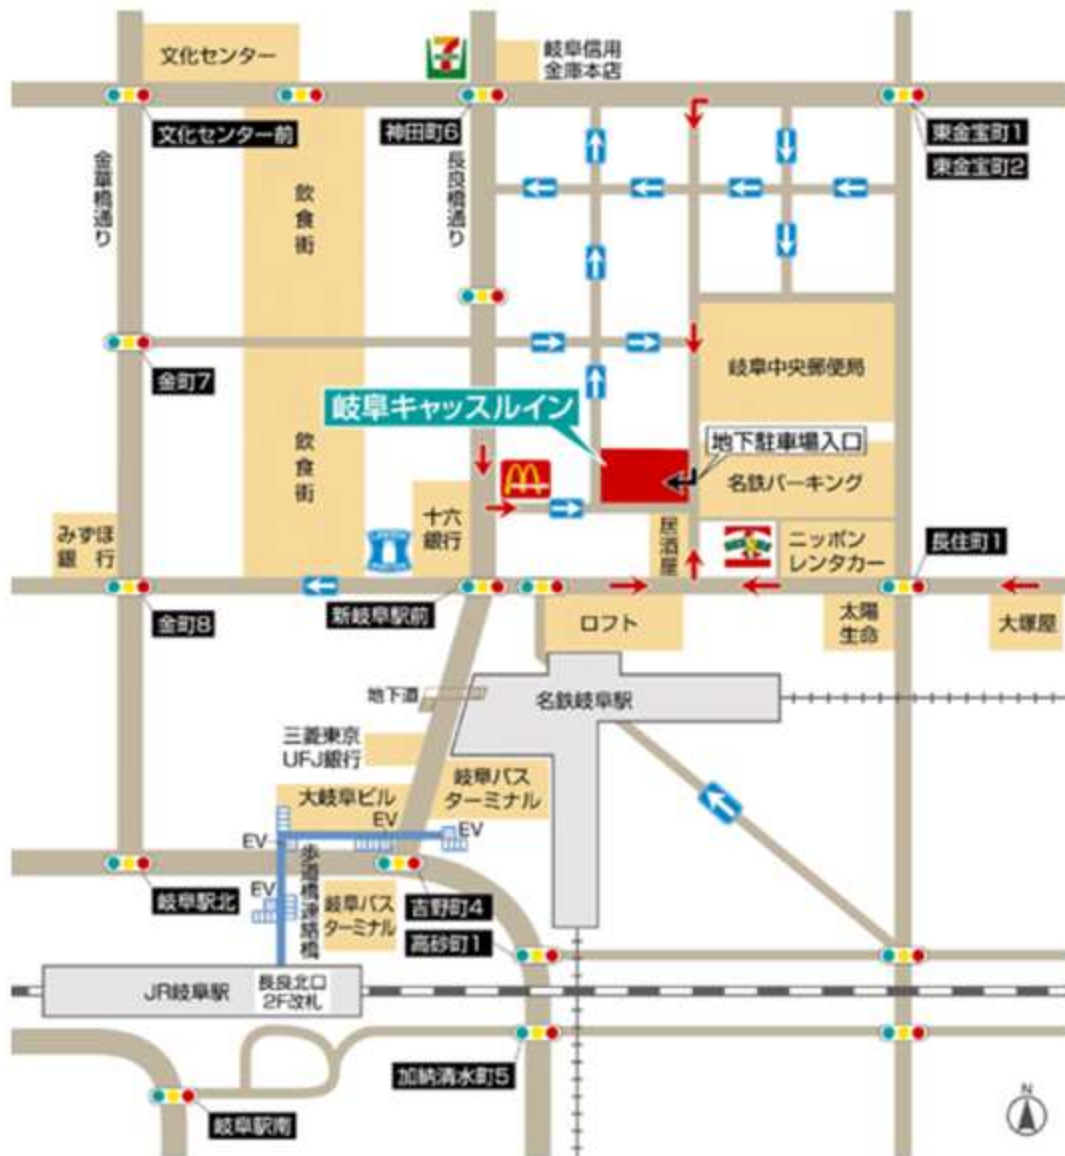 文化センター
7
岐阜信用
金庫本店
文化センター前
神田町6
東金宝町1
東金宝町2
金華橋通り
飲食街
長良橋通り
金町7
岐阜中央郵便局
岐阜キャッスルイン
地下駐車場入口
飲食街
名鉄パーキング
みずほ
銀行
十六
銀行
居酒屋
ニッポン
レンタカー
長住町1
金町8
新岐阜駅前
ロフト
太陽
生命
大塚屋
地下道
名鉄岐阜駅
三菱東京
UFJ銀行
岐阜バス
ターミナル
大岐阜ビル
EV
EV
EV
EV
歩道橋連絡橋
岐阜駅北
岐阜バス
ターミナル
吉野町4
高砂町1
JR岐阜駅
長良北口
2F改札
加納清水町5
岐阜駅南
N